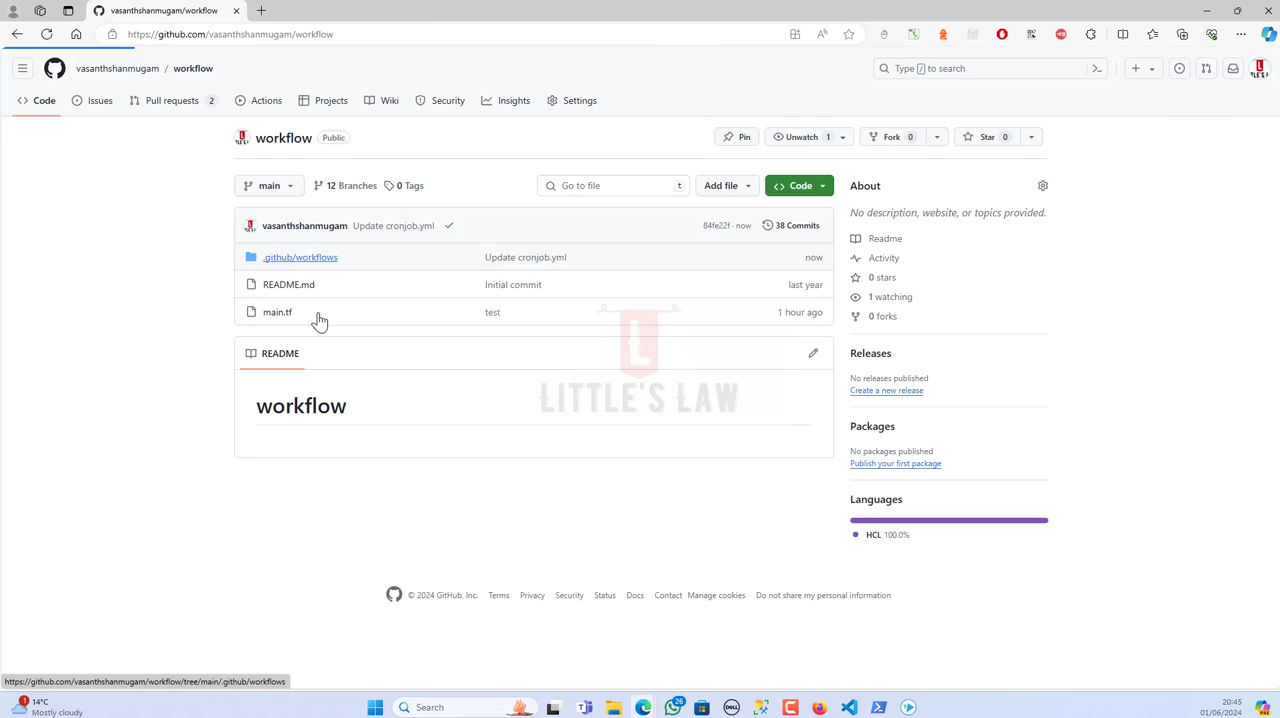 vasanthshanmugam/workflow
https://github.com/vasanthshanmugam/workflow
vasanthshanmugam / workflow
Type / to search
Code
Issues
Pull requests 2
Actions
Projects
Wiki
Security
Insights
Settings
workflow Public
Pin
Unwatch 1
Fork 0
Star 0
main
12 Branches
0 Tags
Go to file t
Add file
Code
vasanthshanmugam Update cronjob.yml
84fe22f · now
38 Commits
.github/workflows Update cronjob.yml now
README.md Initial commit last year
main.tf test 1 hour ago
README
workflow
About
No description, website, or topics provided.
Readme
Activity
0 stars
1 watching
0 forks
Releases
No releases published
Create a new release
Packages
No packages published
Publish your first package
Languages
HCL 100.0%
L
LITTLE'S LAW
© 2024 GitHub, Inc. Terms Privacy Security Status Docs Contact Manage cookies Do not share my personal information
https://github.com/vasanthshanmugam/workflow/tree/main/.github/workflows
1
14°C
Mostly cloudy
Search
26
DELL
20:45
01/06/2024